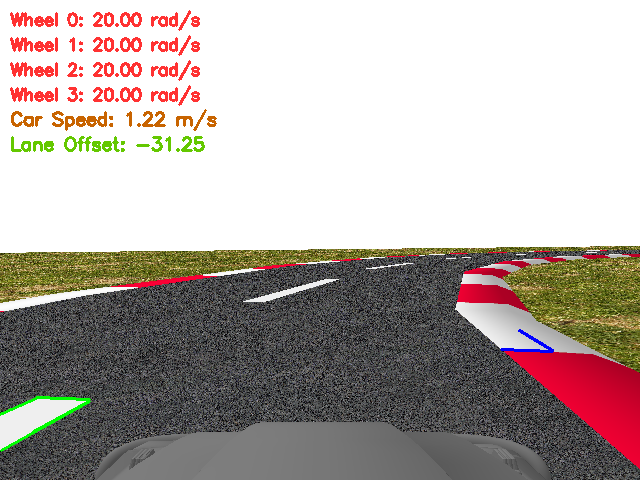 Wheel 0: 20.00 rad/s
Wheel 1: 20.00 rad/s
Wheel 2: 20.00 rad/s
Wheel 3: 20.00 rad/s
Car Speed: 1.22 m/s
Lane Offset: -31.25